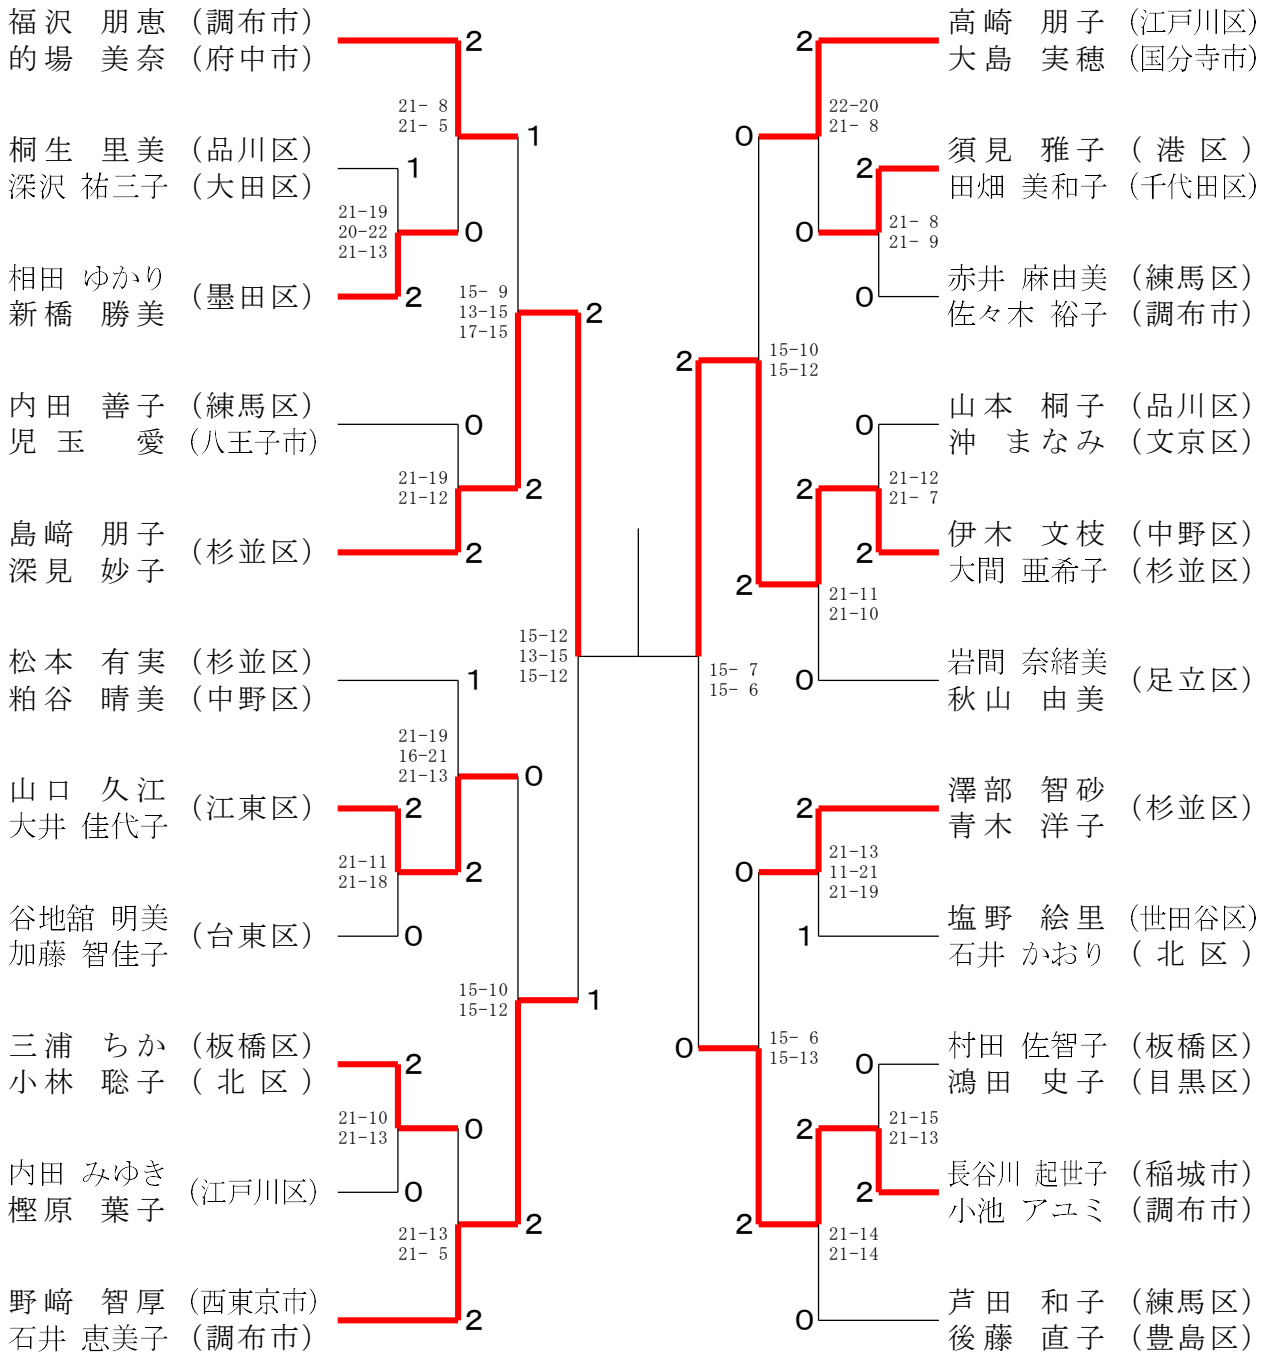 福沢 朋恵 (調布市)
的場 美奈 (府中市)
2
21- 8
21- 5
1
桐生 里美 (品川区)
深沢 祐三子 (大田区)
1
21-19
20-22
21-13
0
相田 ゆかり
新橋 勝美
(墨田区)
2
15- 9
13-15
17-15
2
内田 善子 (練馬区)
児玉 愛 (八王子市)
0
21-19
21-12
2
島﨑 朋子
深見 妙子
(杉並区)
2
15-12
13-15
15-12
松本 有実 (杉並区)
粕谷 晴美 (中野区)
1
21-19
16-21
21-13
0
山口 久江
大井 佳代子
(江東区)
2
21-11
21-18
2
谷地舘 明美
加藤 智佳子
(台東区)
0
15-10
15-12
1
三浦 ちか (板橋区)
小林 聡子 (北区)
2
21-10
21-13
0
内田 みゆき
樫原 葉子
(江戸川区)
0
21-13
21- 5
2
野﨑 智厚 (西東京市)
石井 恵美子 (調布市)
2
高崎 朋子 (江戸川区)
大島 実穂 (国分寺市)
2
22-20
21- 8
0
須見 雅子 (港区)
田畑 美和子 (千代田区)
2
21- 8
21- 9
0
赤井 麻由美 (練馬区)
佐々木 裕子 (調布市)
0
15-10
15-12
2
山本 桐子 (品川区)
沖 まなみ (文京区)
0
21-12
21- 7
2
伊木 文枝 (中野区)
大間 亜希子 (杉並区)
2
21-11
21-10
2
岩間 奈緒美
秋山 由美
(足立区)
0
15- 7
15- 6
澤部 智砂
青木 洋子
(杉並区)
2
21-13
11-21
21-19
0
塩野 絵里 (世田谷区)
石井 かおり (北区)
1
15- 6
15-13
0
村田 佐智子 (板橋区)
鴻田 史子 (目黒区)
0
21-15
21-13
2
長谷川 起世子 (稲城市)
小池 アユミ (調布市)
2
21-14
21-14
2
芦田 和子 (練馬区)
後藤 直子 (豊島区)
0